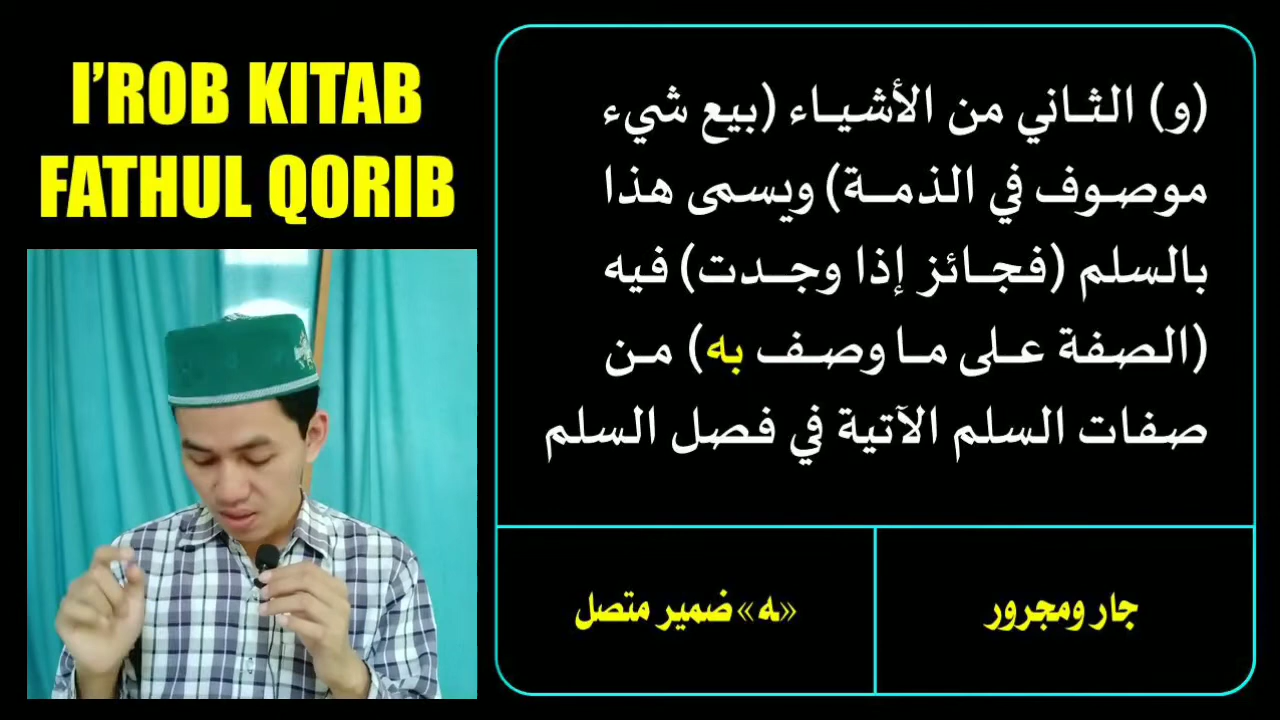 I'ROB KITAB
FATHUL QORIB
(و) الثاني من الأشياء (بيع شيء
موصوف في الذمة) ويسمى هذا
بالسلم (فجائز إذا وجدت) فيه
(الصفة على ما وصف به) من
صفات السلم الآتية في فصل السلم
جار ومجرور
«ـه» ضمير متصل